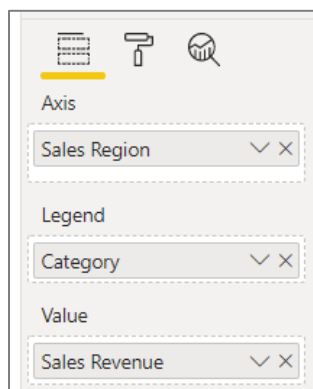 Axis
Sales Region
Legend
Category
Value
Sales Revenue